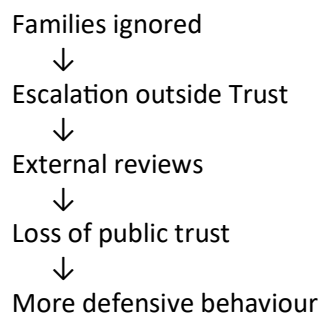 Families ignored
↓
Escalation outside Trust
↓
External reviews
↓
Loss of public trust
↓
More defensive behaviour